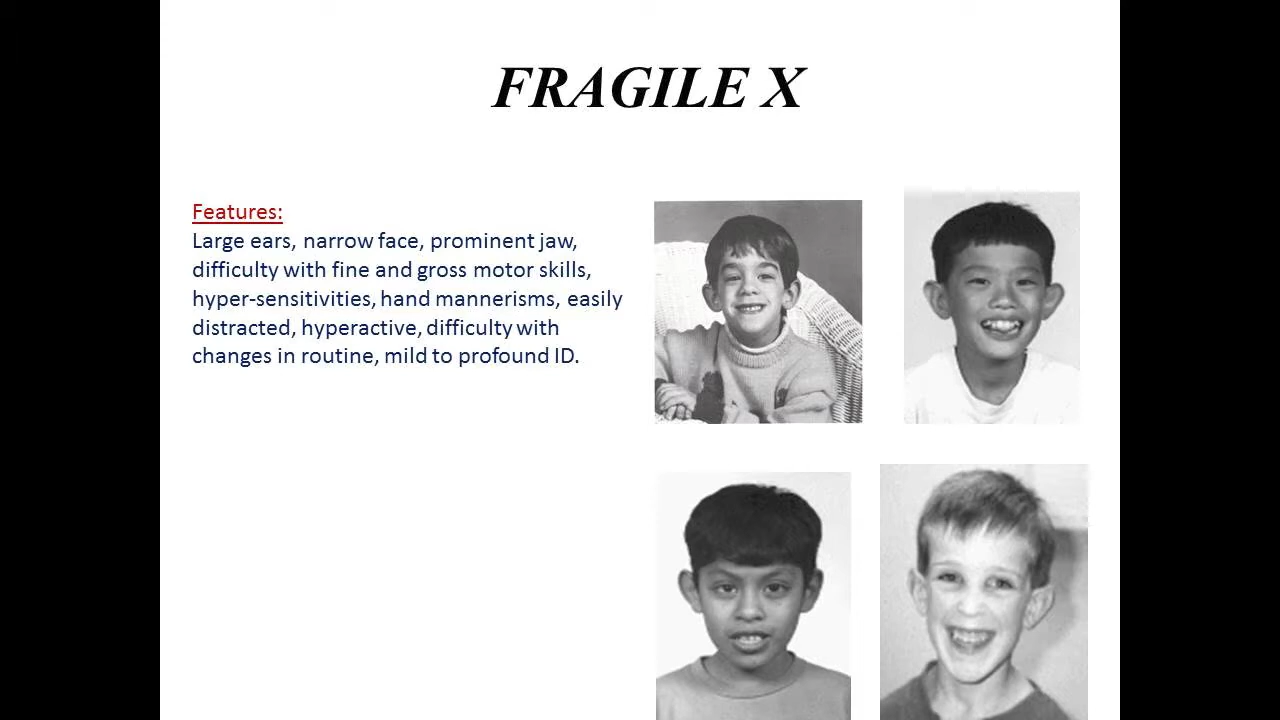 FRAGILE X
Features:
Large ears, narrow face, prominent jaw,
difficulty with fine and gross motor skills,
hyper-sensitivities, hand mannerisms, easily
distracted, hyperactive, difficulty with
changes in routine, mild to profound ID.